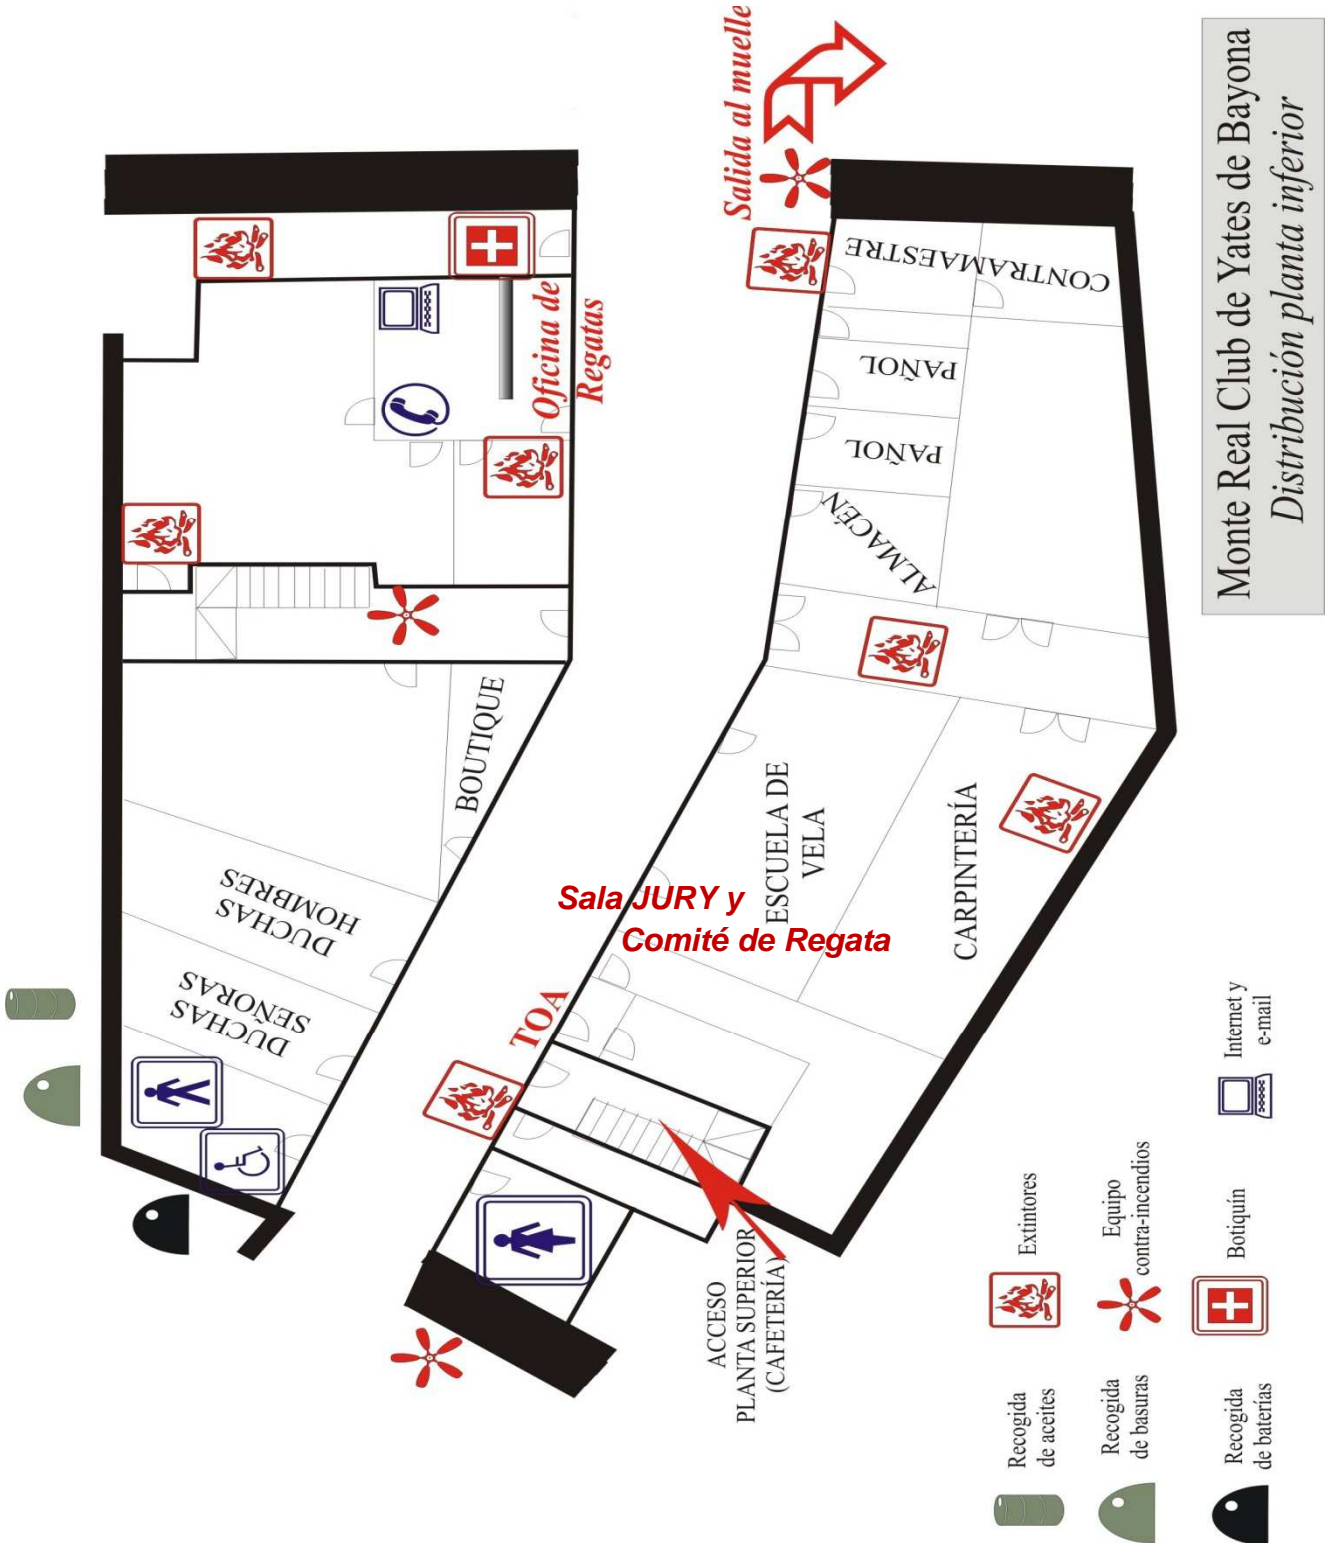 Monte Real Club de Yates de Bayona
Distribución planta inferior
Salida al muelle
Oficina de
Regatas
CONTRAMAESTRE
PAÑOL
PAÑOL
ALMACÉN
BOUTIQUE
DUCHAS
HOMBRES
DUCHAS
SEÑORAS
ESCUELA DE
VELA
CARPINTERÍA
Sala JURY y
Comité de Regata
TOA
ACCESO
PLANTA SUPERIOR
(CAFETERÍA)
Recogida
de aceites
Recogida
de basuras
Recogida
de baterías
Extintores
Equipo
contra-incendios
Botiquín
Internet y
e-mail